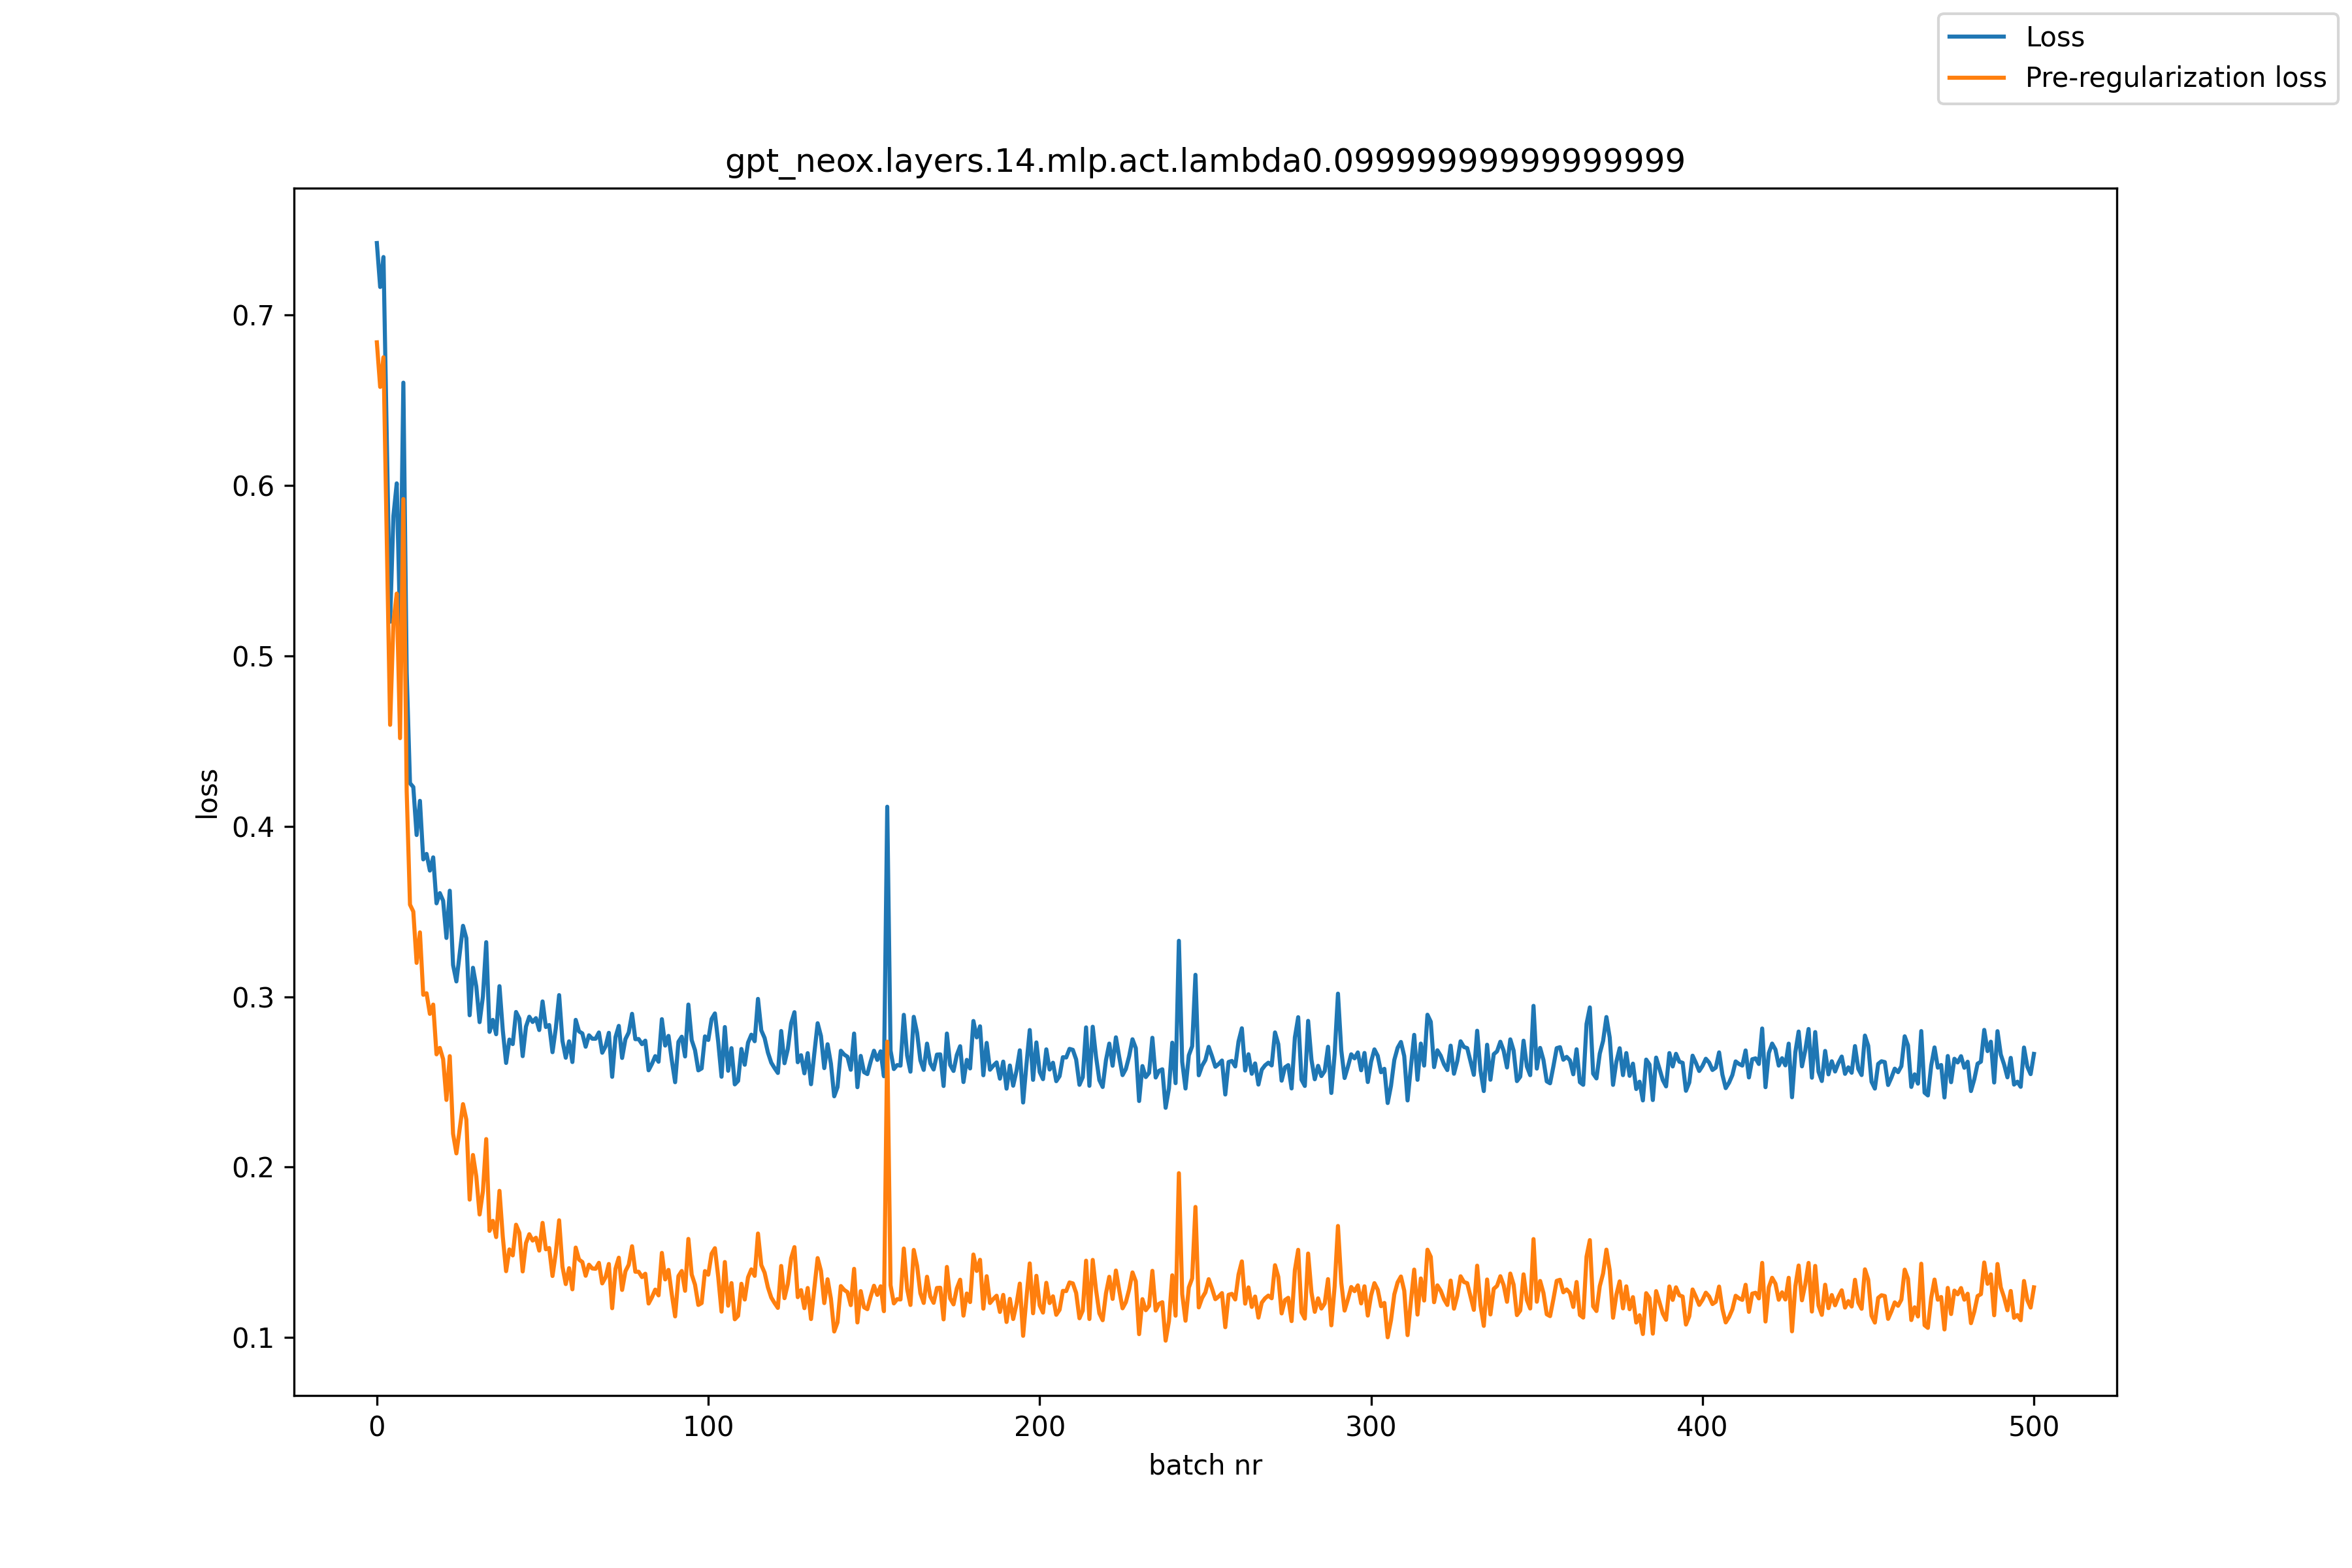 Loss
Pre-regularization loss
gpt_neox.layers.14.mlp.act.lambda0.09999999999999999
0.7
0.6
0.5
0.4
0.3
0.2
0.1
loss
0 100 200 300 400 500
batch nr